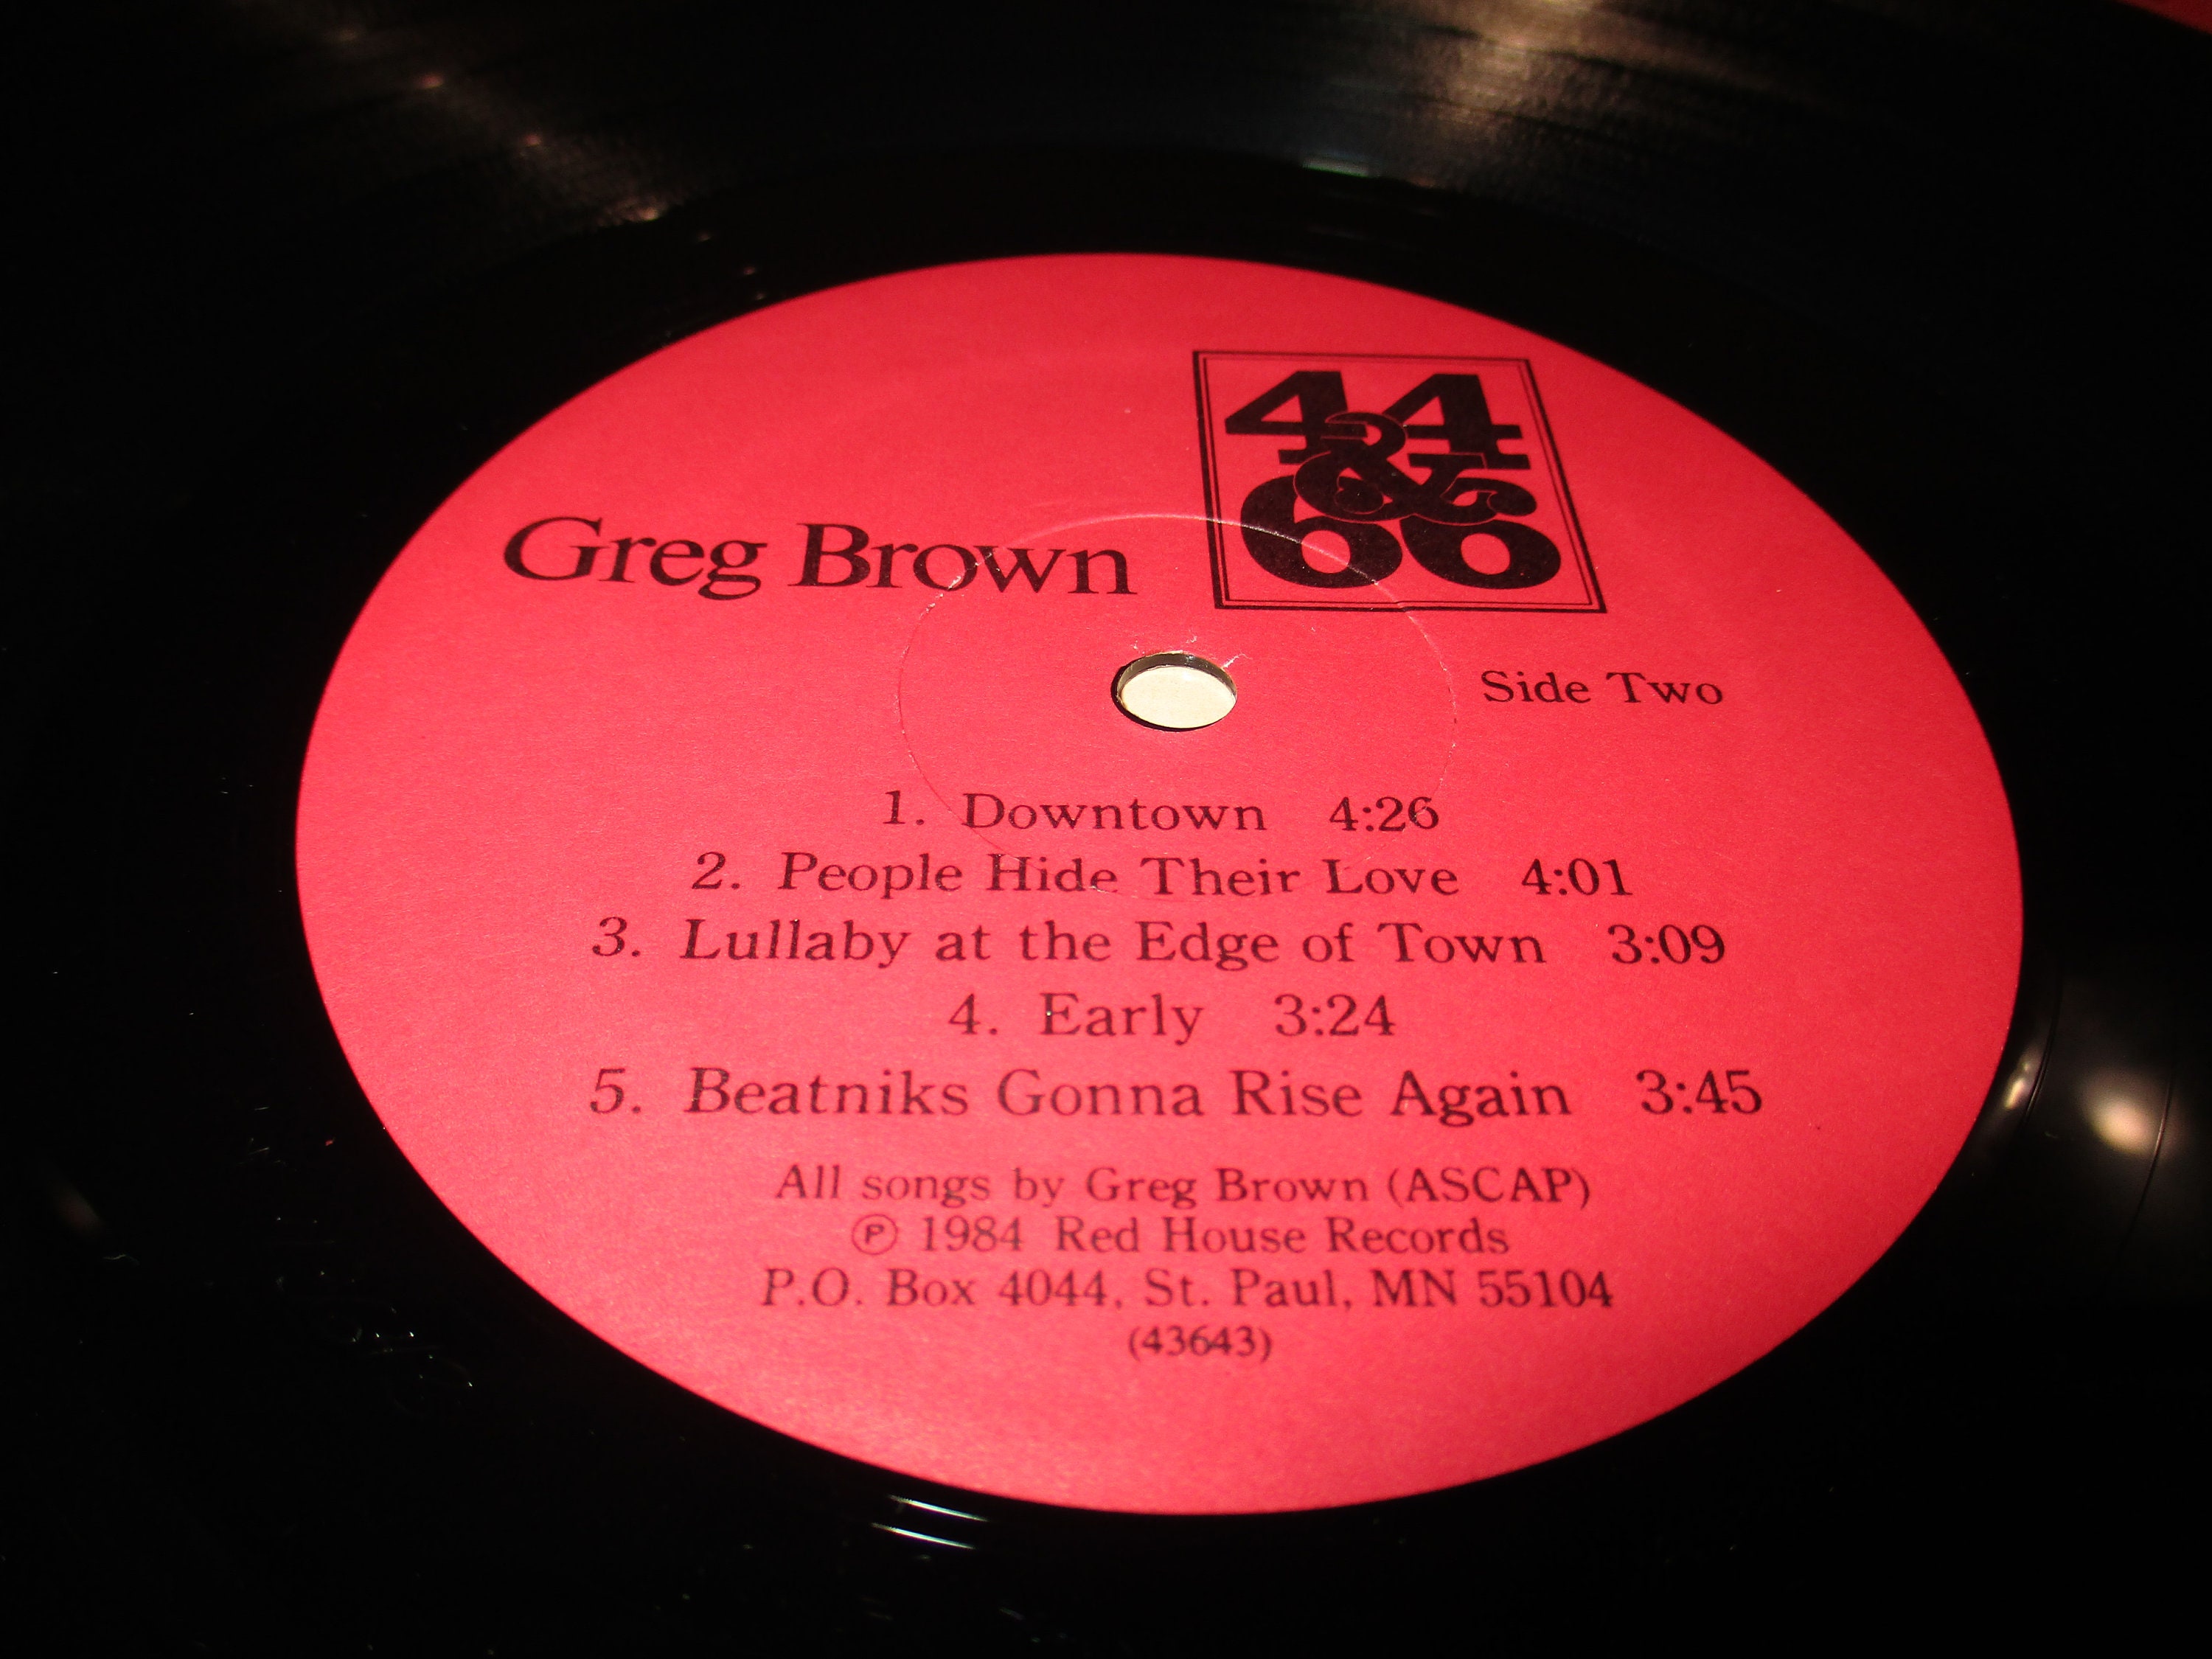 44
&
66
Greg Brown
Side Two
1. Downtown 4:26
2. People Hide Their Love 4:01
3. Lullaby at the Edge of Town 3:09
4. Early 3:24
5. Beatniks Gonna Rise Again 3:45
All songs by Greg Brown (ASCAP)
℗ 1984 Red House Records
P.O. Box 4044, St. Paul, MN 55104
(43643)